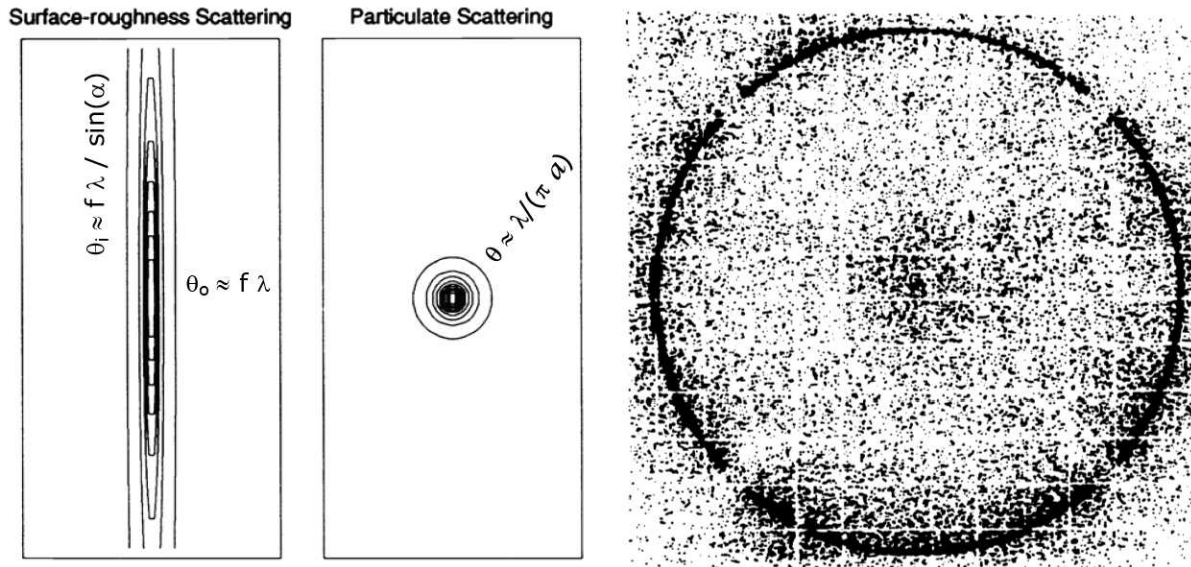 Surface-roughness Scattering
Particulate Scattering
θi ≈ f λ / sin(α)
θo ≈ f λ
θ ≈ λ/(π a)